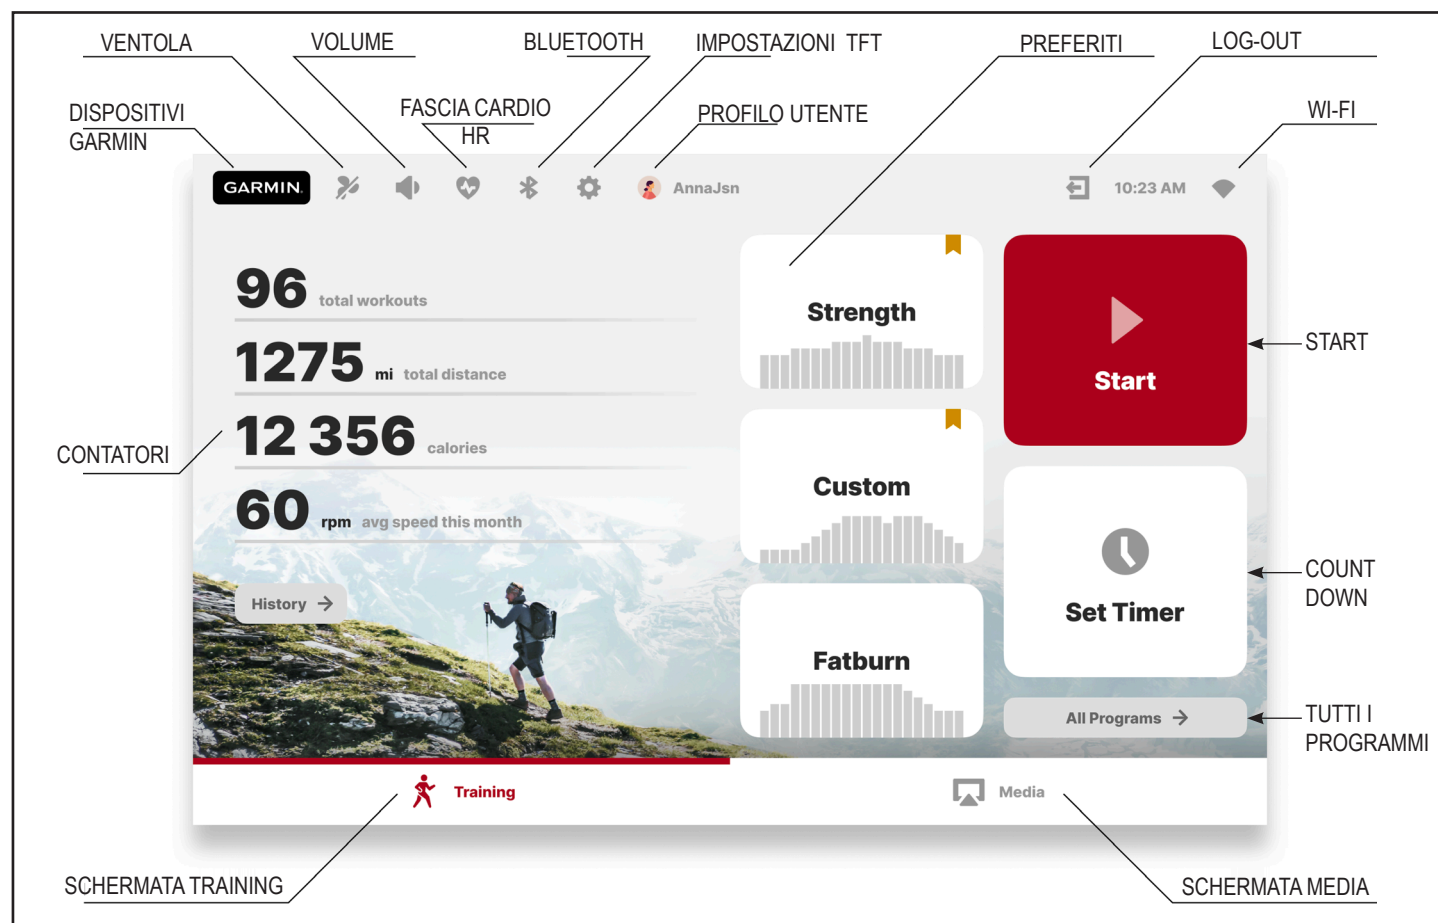 VENTOLA
VOLUME
BLUETOOTH
IMPOSTAZIONI TFT
PREFERITI
LOG-OUT
DISPOSITIVI
GARMIN
FASCIA CARDIO
HR
PROFILO UTENTE
WI-FI
GARMIN
AnnaJsn
10:23 AM
96 total workouts
1275 mi total distance
12 356 calories
60 rpm avg speed this month
History
CONTATORI
Strength
Custom
Fatburn
Start
START
Set Timer
COUNT
DOWN
All Programs
TUTTI I
PROGRAMMI
Training
Media
SCHERMATA TRAINING
SCHERMATA MEDIA